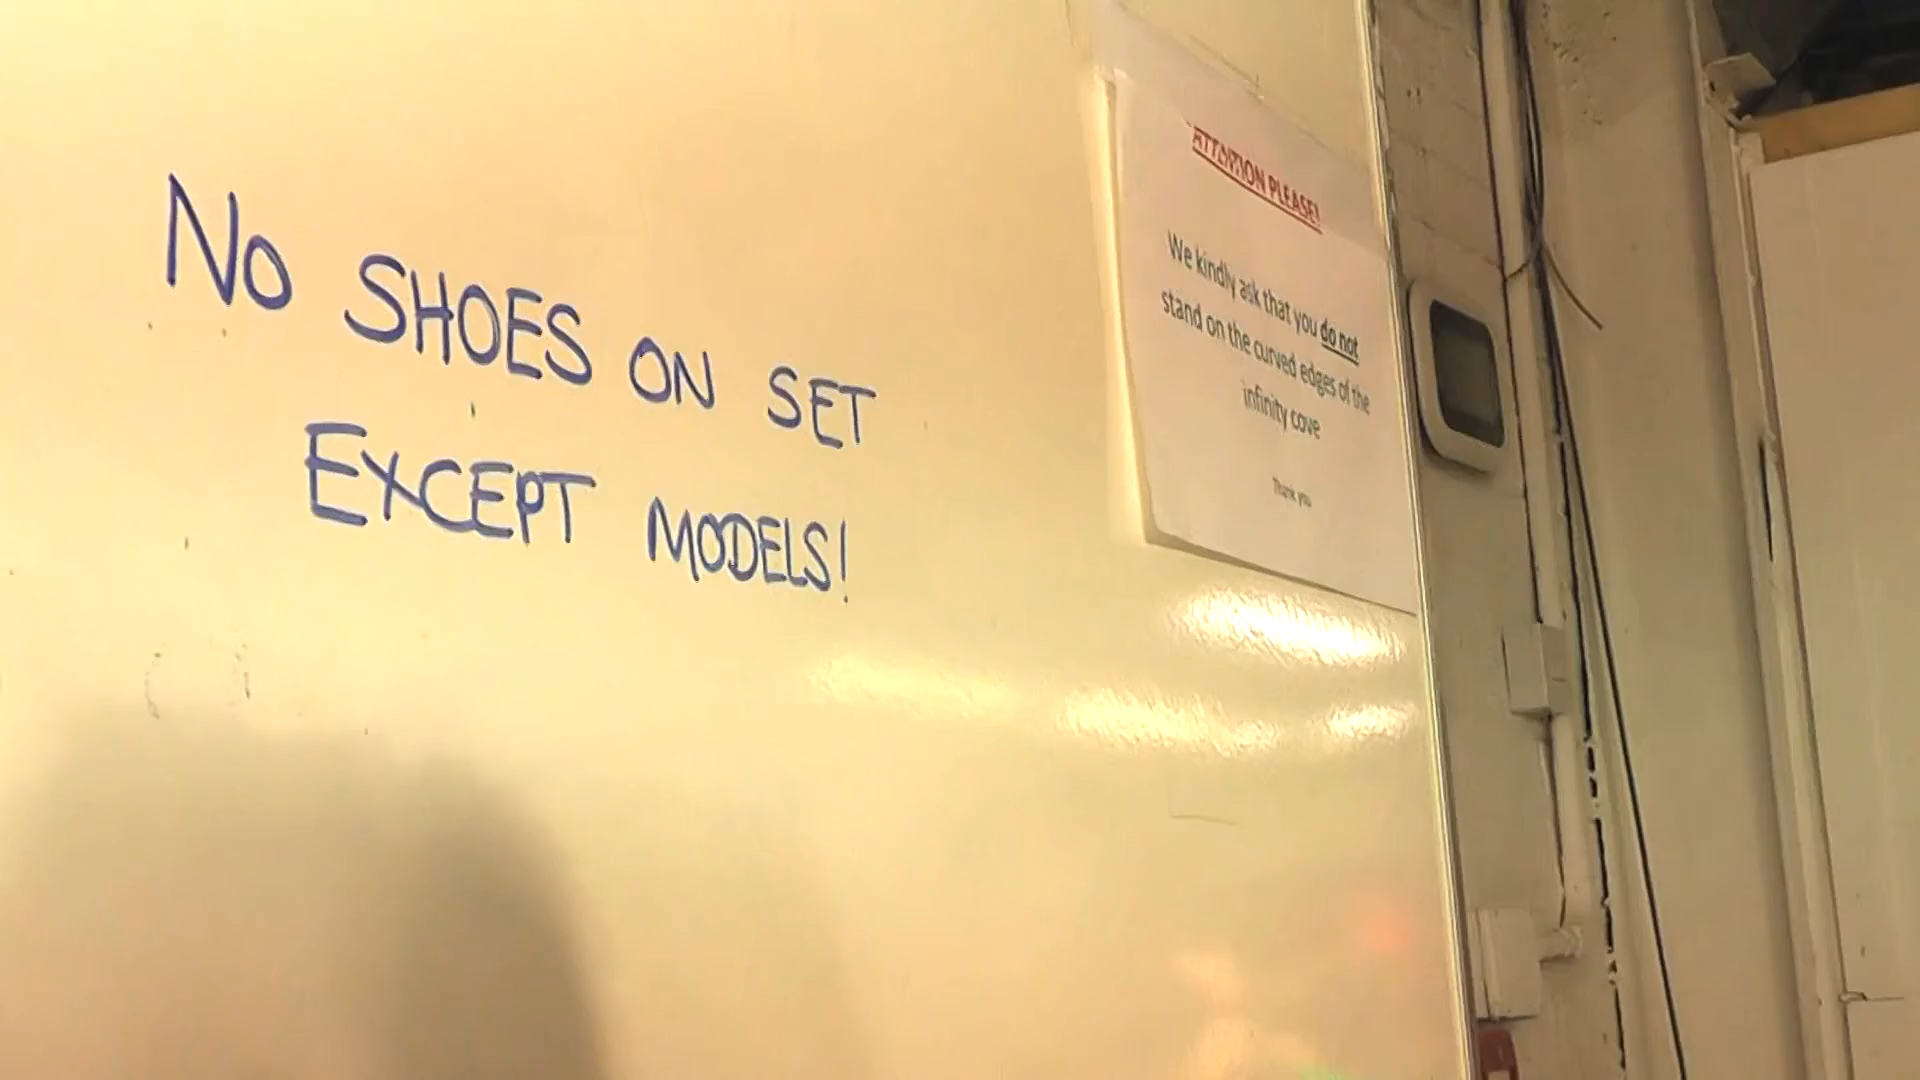 No SHOES ON SET
EXCEPT MODELS!
ATTENTION PLEASE!
We kindly ask that you do not
stand on the curved edges of the
infinity cove
Thank you